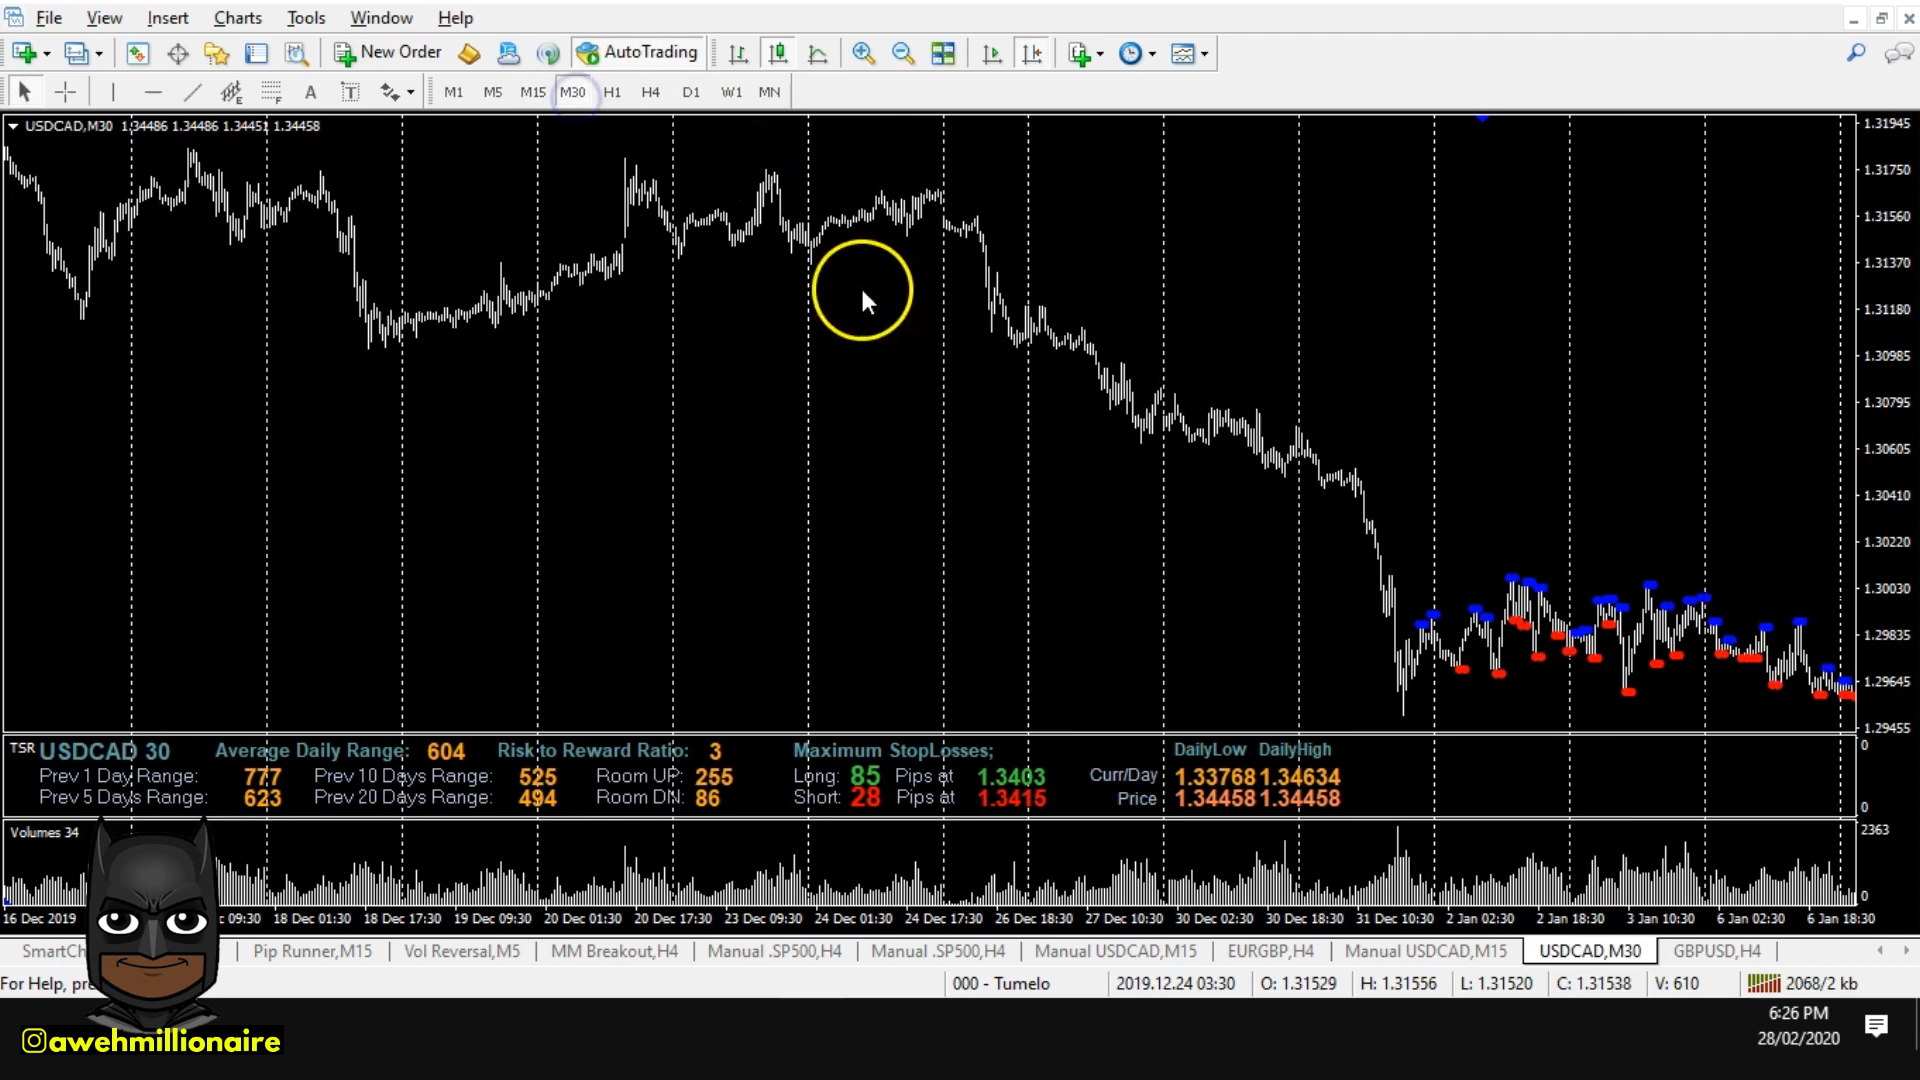 File View Insert Charts Tools Window Help
New Order AutoTrading
A T M1 M5 M15 M30 H1 H4 D1 W1 MN
USDCAD,M30 1.34486 1.34486 1.34451 1.34458
1.31945
1.31750
1.31560
1.31370
1.31180
1.30985
1.30795
1.30605
1.30410
1.30220
1.30030
1.29835
1.29645
1.29455
TSR USDCAD 30 Average Daily Range: 604 Risk to Reward Ratio: 3 Maximum StopLosses; DailyLow DailyHigh 0
Prev 1 Day Range: 777 Prev 10 Days Range: 525 Room UP: 255 Long: 85 Pips at 1.3403 Curr/Day 1.33768 1.34634
Prev 5 Days Range: 623 Prev 20 Days Range: 494 Room DN: 86 Short: 28 Pips at 1.3415 Price 1.34458 1.34458 0
Volumes 34 2363
0
16 Dec 2019 09:30 18 Dec 01:30 18 Dec 17:30 19 Dec 09:30 20 Dec 01:30 20 Dec 17:30 23 Dec 09:30 24 Dec 01:30 24 Dec 17:30 26 Dec 18:30 27 Dec 10:30 30 Dec 02:30 30 Dec 18:30 31 Dec 10:30 2 Jan 02:30 2 Jan 18:30 3 Jan 10:30 6 Jan 02:30 6 Jan 18:30
SmartCh Pip Runner,M15 Vol Reversal,M5 MM Breakout,H4 Manual .SP500,H4 Manual .SP500,H4 Manual USDCAD,M15 EURGBP,H4 Manual USDCAD,M15 USDCAD,M30 GBPUSD,H4
For Help, pre 000 - Tumelo 2019.12.24 03:30 O: 1.31529 H: 1.31556 L: 1.31520 C: 1.31538 V: 610 2068/2 kb
6:26 PM
28/02/2020
@awehmillionaire